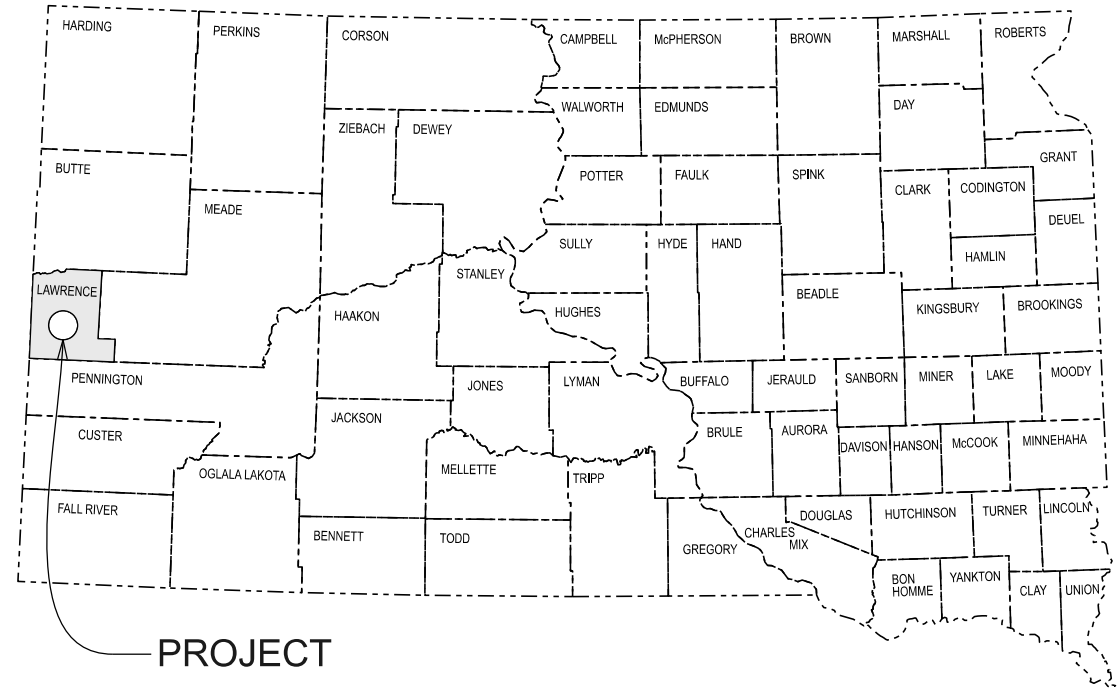 HARDING
PERKINS
CORSON
CAMPBELL
McPHERSON
BROWN
MARSHALL
ROBERTS
WALWORTH
EDMUNDS
DAY
ZIEBACH
DEWEY
GRANT
BUTTE
POTTER
FAULK
SPINK
CLARK
CODINGTON
MEADE
DEUEL
SULLY
HYDE
HAND
HAMLIN
STANLEY
LAWRENCE
BEADLE
KINGSBURY
BROOKINGS
HAAKON
HUGHES
PENNINGTON
JONES
LYMAN
BUFFALO
JERAULD
SANBORN
MINER
LAKE
MOODY
JACKSON
CUSTER
BRULE
AURORA
DAVISON
HANSON
McCOOK
MINNEHAHA
OGLALA LAKOTA
MELLETTE
TRIPP
FALL RIVER
DOUGLAS
HUTCHINSON
TURNER
LINCOLN
BENNETT
TODD
GREGORY
CHARLES
MIX
BON
HOMME
YANKTON
CLAY
UNION
PROJECT